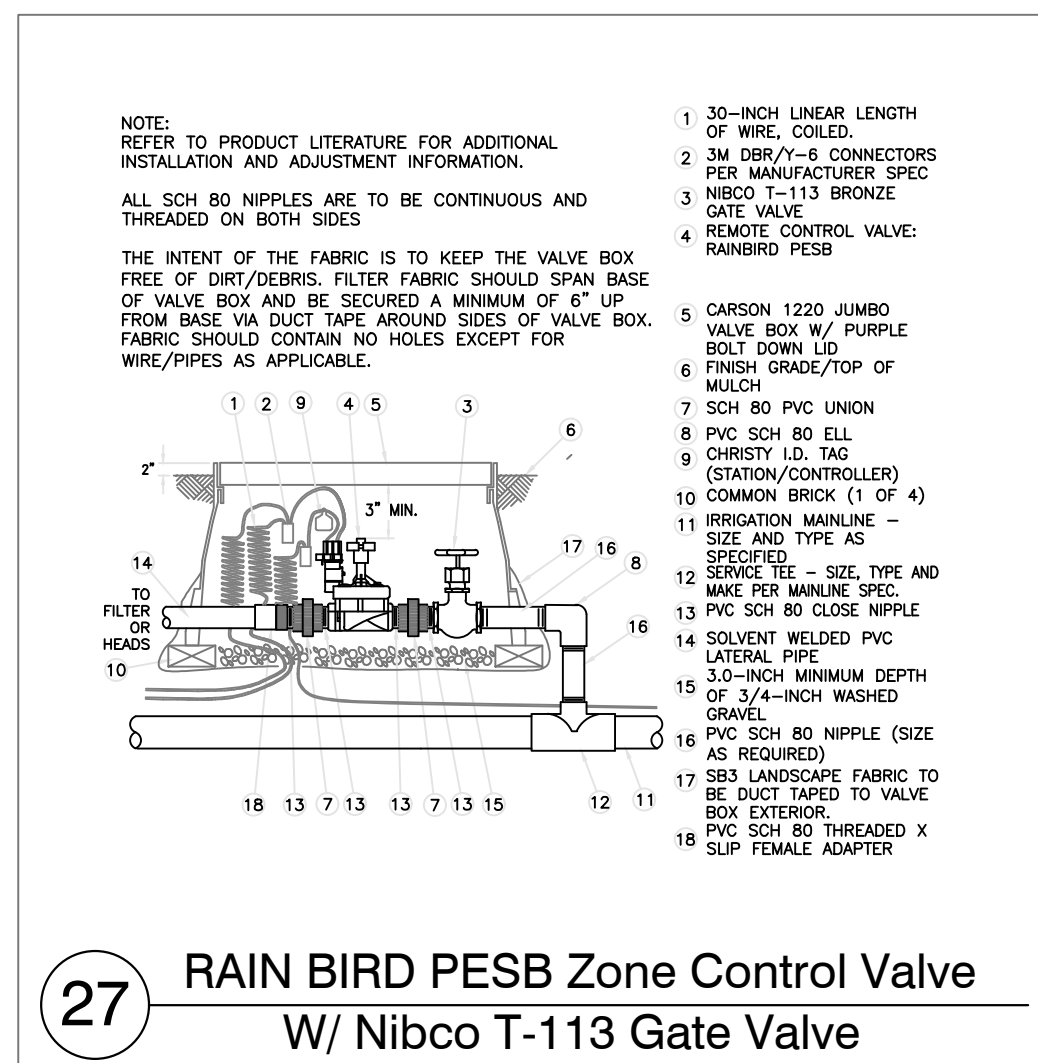 NOTE:
REFER TO PRODUCT LITERATURE FOR ADDITIONAL
INSTALLATION AND ADJUSTMENT INFORMATION.
ALL SCH 80 NIPPLES ARE TO BE CONTINUOUS AND
THREADED ON BOTH SIDES
THE INTENT OF THE FABRIC IS TO KEEP THE VALVE BOX
FREE OF DIRT/DEBRIS. FILTER FABRIC SHOULD SPAN BASE
OF VALVE BOX AND BE SECURED A MINIMUM OF 6" UP
FROM BASE VIA DUCT TAPE AROUND SIDES OF VALVE BOX.
FABRIC SHOULD CONTAIN NO HOLES EXCEPT FOR
WIRE/PIPES AS APPLICABLE.
1 30-INCH LINEAR LENGTH
OF WIRE, COILED.
2 3M DBR/Y-6 CONNECTORS
PER MANUFACTURER SPEC
3 NIBCO T-113 BRONZE
GATE VALVE
4 REMOTE CONTROL VALVE:
RAINBIRD PESB
5 CARSON 1220 JUMBO
VALVE BOX W/ PURPLE
BOLT DOWN LID
6 FINISH GRADE/TOP OF
MULCH
7 SCH 80 PVC UNION
8 PVC SCH 80 ELL
9 CHRISTY I.D. TAG
(STATION/CONTROLLER)
10 COMMON BRICK (1 OF 4)
11 IRRIGATION MAINLINE -
SIZE AND TYPE AS
SPECIFIED
12 SERVICE TEE - SIZE, TYPE AND
MAKE PER MAINLINE SPEC.
13 PVC SCH 80 CLOSE NIPPLE
14 SOLVENT WELDED PVC
LATERAL PIPE
15 3.0-INCH MINIMUM DEPTH
OF 3/4-INCH WASHED
GRAVEL
16 PVC SCH 80 NIPPLE (SIZE
AS REQUIRED)
17 SB3 LANDSCAPE FABRIC TO
BE DUCT TAPED TO VALVE
BOX EXTERIOR.
18 PVC SCH 80 THREADED X
SLIP FEMALE ADAPTER
1 2 9 4 5 3
6
2"
3" MIN.
17 16 8
14
TO
FILTER
OR
HEADS
16
10
18 13 7 13 13 7 13 15 12 11
27
RAIN BIRD PESB Zone Control Valve
W/ Nibco T-113 Gate Valve